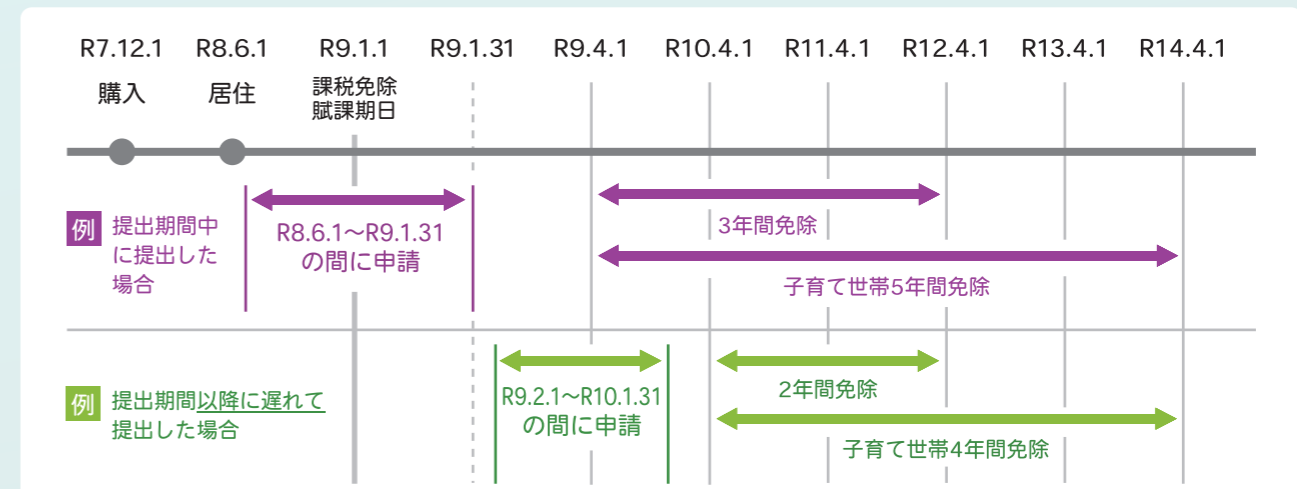 R7.12.1 R8.6.1 R9.1.1 R9.1.31 R9.4.1 R10.4.1 R11.4.1 R12.4.1 R13.4.1 R14.4.1
購入 居住 課税免除
賦課期日
例 提出期間中
に提出した
場合
R8.6.1～R9.1.31
の間に申請
3年間免除
子育て世帯5年間免除
例 提出期間以降に遅れて
提出した場合
R9.2.1～R10.1.31
の間に申請
2年間免除
子育て世帯4年間免除